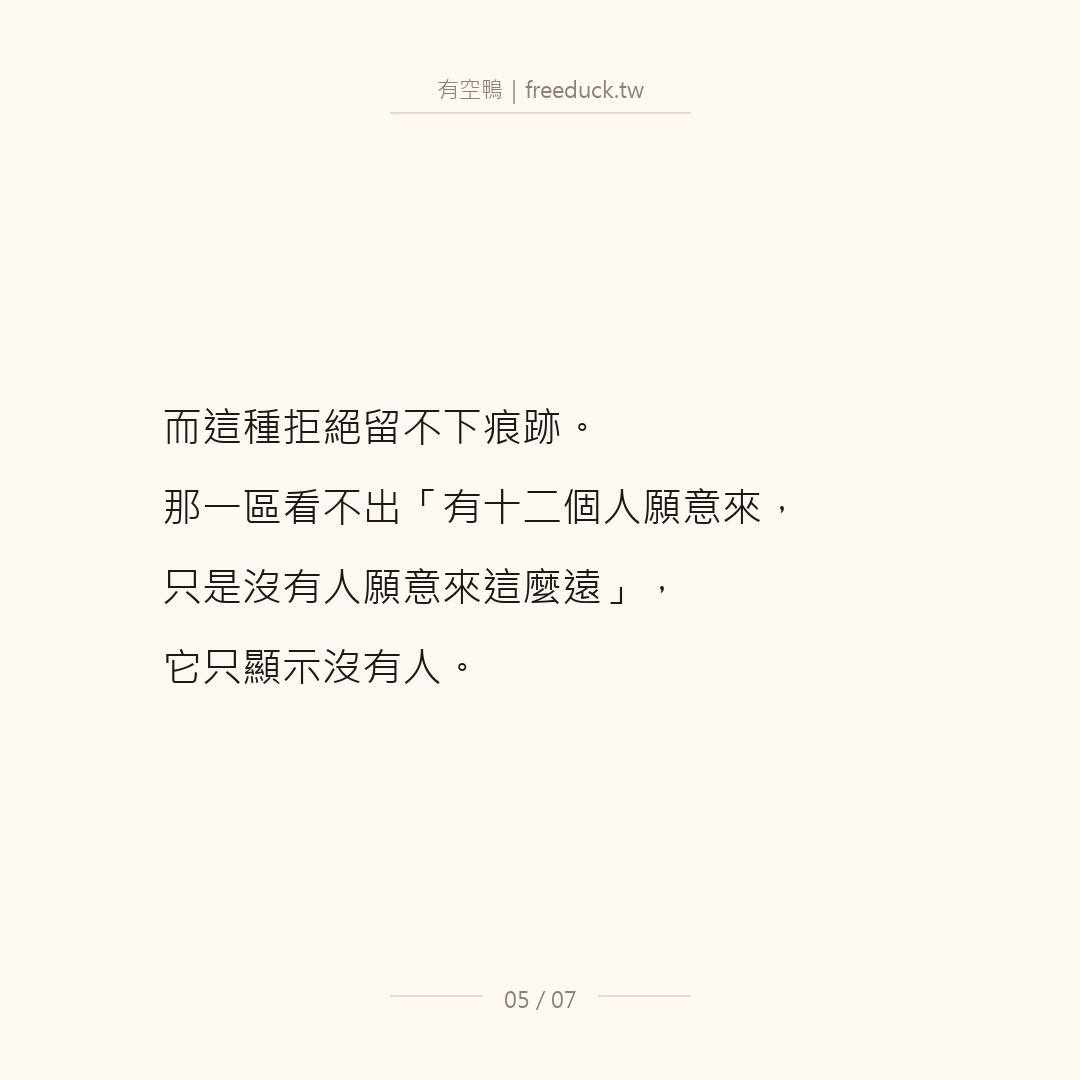 有空鴨｜freeduck.tw
而這種拒絕留不下痕跡。
那一區看不出「有十二個人願意來，
只是沒有人願意來這麼遠」，
它只顯示沒有人。
05 / 07